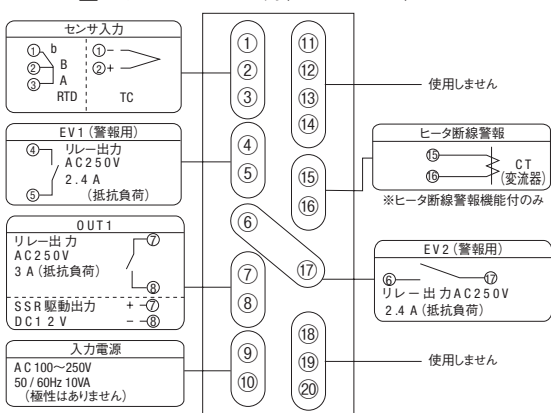 センサ入力
① b
② B
③ A
RTD
①-
②+
TC
EV1(警報用)
④ リレー出力
AC250V
2.4A
⑤ (抵抗負荷)
OUT1
リレー出力 ⑦
AC250V
3A(抵抗負荷)
⑧
SSR駆動出力 + -⑦
DC12V - -⑧
入力電源
AC100～250V
50/60Hz 10VA
(極性はありません)
①
②
③
④
⑤
⑥
⑦
⑧
⑨
⑩
⑪
⑫
⑬
⑭
⑮
⑯
⑰
⑱
⑲
⑳
使用しません
ヒータ断線警報
⑮
⑯
CT
(変流器)
※ヒータ断線警報機能付のみ
EV2(警報用)
⑥ ⑰
リレー出力AC250V
2.4A(抵抗負荷)
使用しません